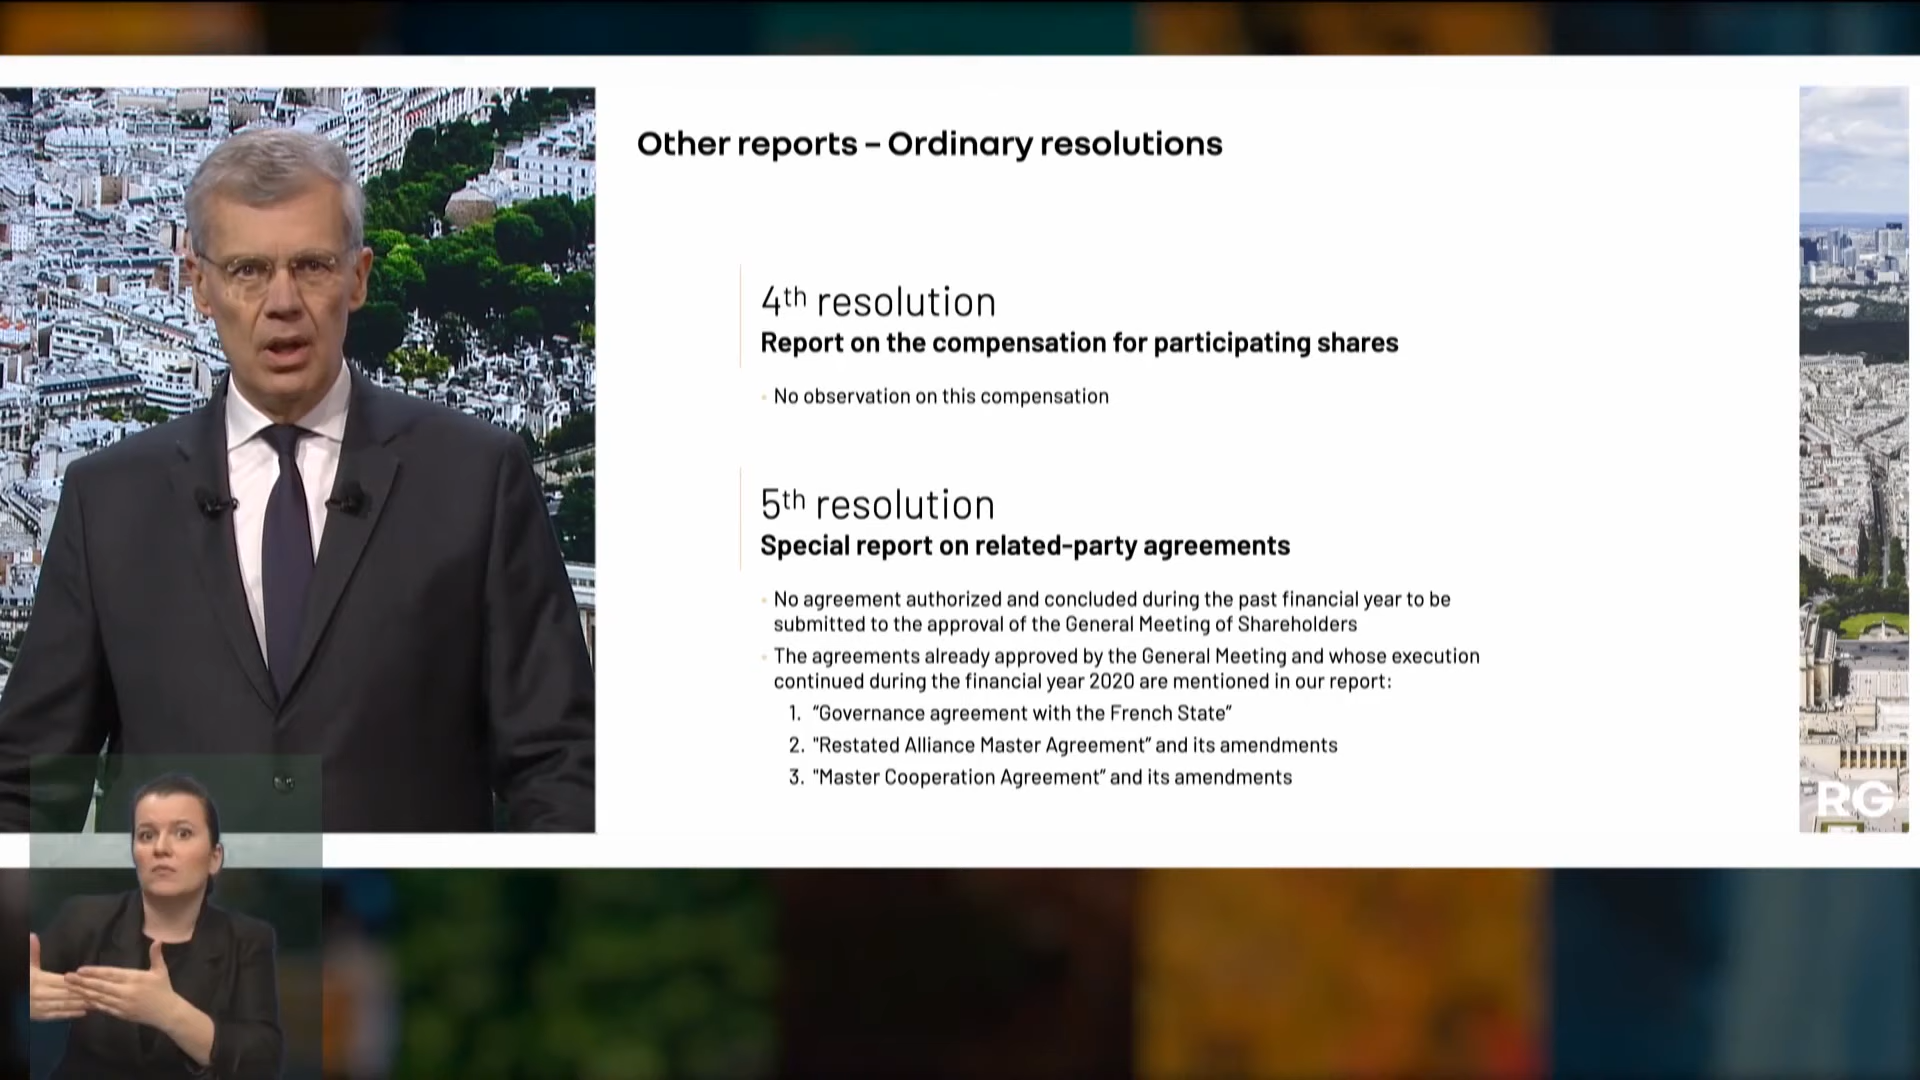 Other reports – Ordinary resolutions
4th resolution
Report on the compensation for participating shares
No observation on this compensation
5th resolution
Special report on related-party agreements
No agreement authorized and concluded during the past financial year to be
submitted to the approval of the General Meeting of Shareholders
The agreements already approved by the General Meeting and whose execution
continued during the financial year 2020 are mentioned in our report:
1. “Governance agreement with the French State”
2. "Restated Alliance Master Agreement” and its amendments
3. "Master Cooperation Agreement” and its amendments
RG